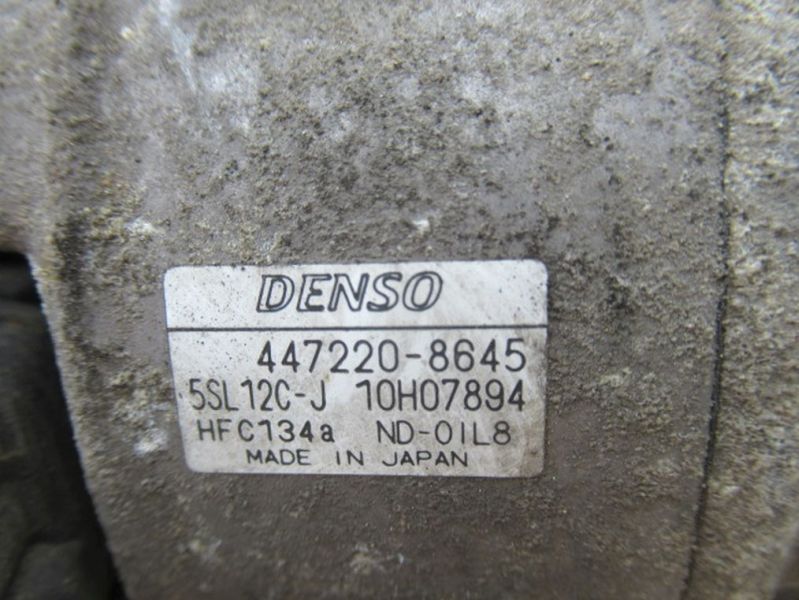 DENSO
447220-8645
5SL12C-J 10H07894
HFC134a ND-OIL8
MADE IN JAPAN